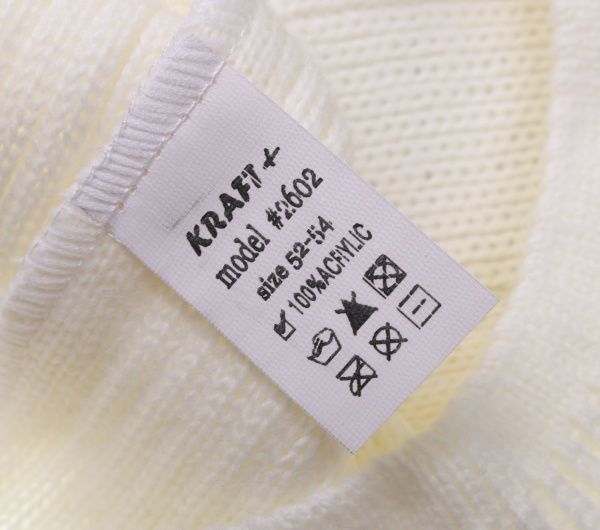 KRAFT +
model #2602
size 52-54
100% ACRYLIC